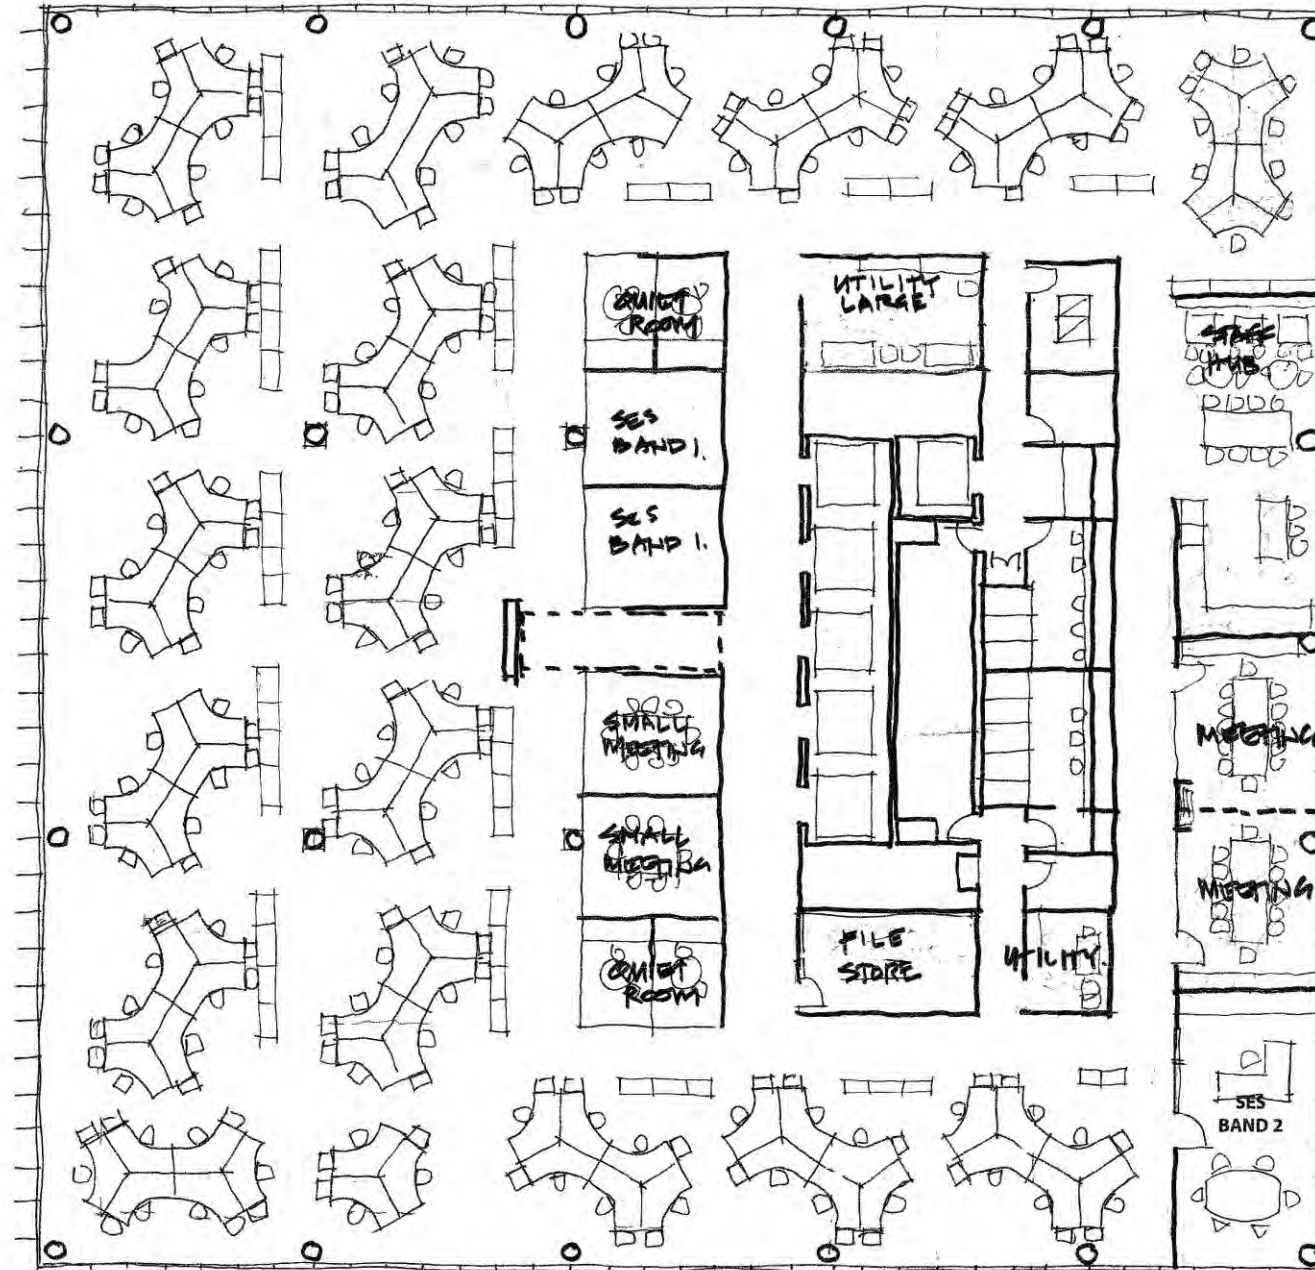 QUIET
ROOM
UTILITY
LARGE
STAFF
HUB
SES
BAND 1.
SES
BAND 1.
SMALL
MEETING
MEETING
SMALL
MEETING
MEETING
QUIET
ROOM
FILE
STORE
UTILITY.
SES
BAND 2